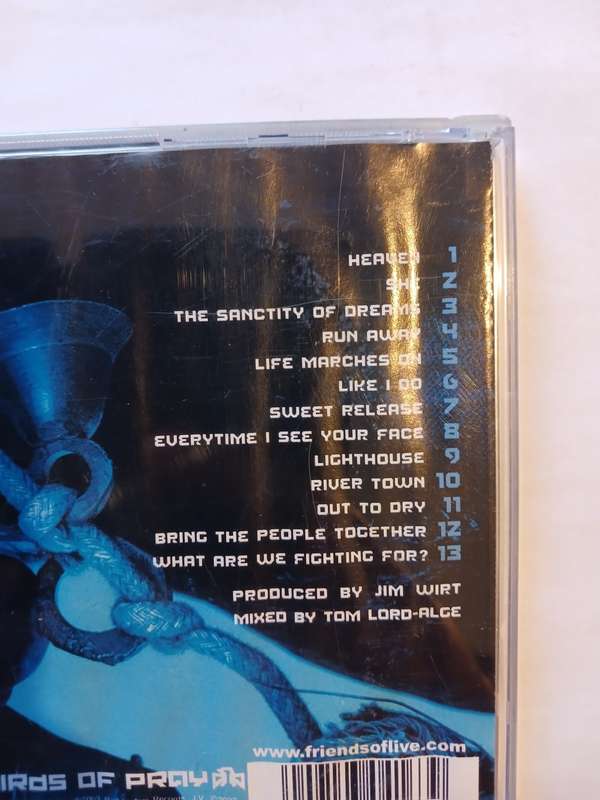 HEAVEN 1
SHE 2
THE SANCTITY OF DREAMS 3
RUN AWAY 4
LIFE MARCHES ON 5
LIKE I DO 6
SWEET RELEASE 7
EVERYTIME I SEE YOUR FACE 8
LIGHTHOUSE 9
RIVER TOWN 10
OUT TO DRY 11
BRING THE PEOPLE TOGETHER 12
WHAT ARE WE FIGHTING FOR? 13
PRODUCED BY JIM WIRT
MIXED BY TOM LORD-ALGE
www.friendsoflive.com
IRDS OF PRAY